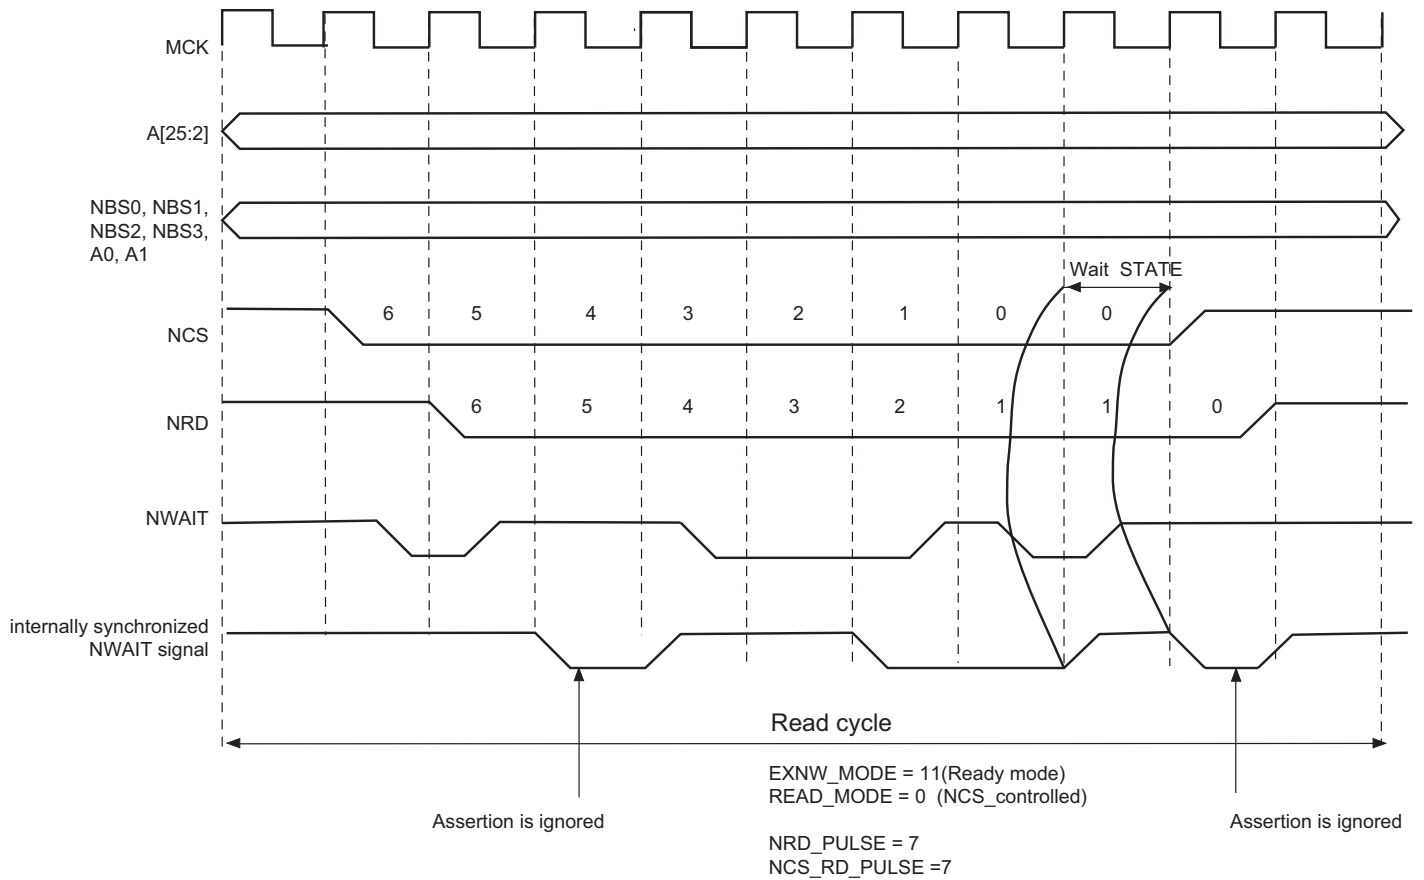 MCK
A[25:2]
NBS0, NBS1,
NBS2, NBS3,
A0, A1
Wait STATE
NCS
6 5 4 3 2 1 0 0
NRD
6 5 4 3 2 1 1 0
NWAIT
internally synchronized
NWAIT signal
Read cycle
EXNW_MODE = 11(Ready mode)
READ_MODE = 0 (NCS_controlled)
Assertion is ignored
Assertion is ignored
NRD_PULSE = 7
NCS_RD_PULSE =7